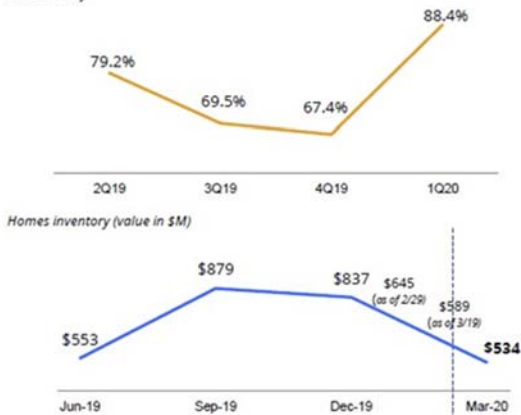 88.4%
79.2%
69.5%
67.4%
2Q19 3Q19 4Q19 1Q20
Homes inventory (value in $M)
$879
$837 $645
(as of 2/29)
$589
(as of 3/19)
$553
$534
Jun-19 Sep-19 Dec-19 Mar-20